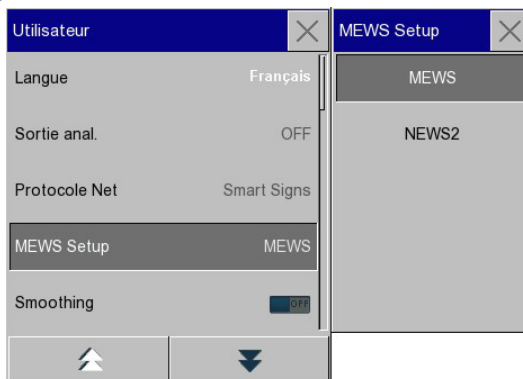 Utilisateur
Langue Français
Sortie anal. OFF
Protocole Net Smart Signs
MEWS Setup MEWS
Smoothing OFF
MEWS Setup
MEWS
NEWS2